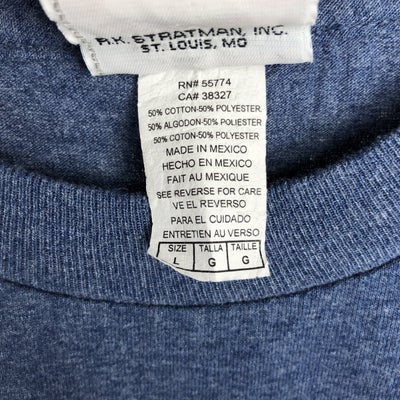 R.K. STRATMAN, INC.
ST. LOUIS, MO
RN# 55774
CA# 38327
50% COTTON-50% POLYESTER
50% ALGODON-50% POLIESTER
50% COTON-50% POLYESTER
MADE IN MEXICO
HECHO EN MEXICO
FAIT AU MEXIQUE
SEE REVERSE FOR CARE
VE EL REVERSO
PARA EL CUIDADO
ENTRETIEN AU VERSO
SIZE TALLA TAILLE
L G G